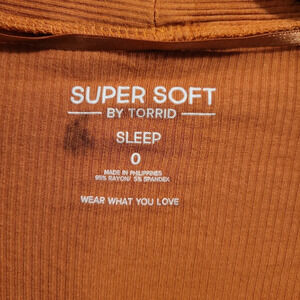 SUPER SOFT
BY TORRID
SLEEP
0
MADE IN PHILIPPINES
95% RAYON/ 5% SPANDEX
WEAR WHAT YOU LOVE